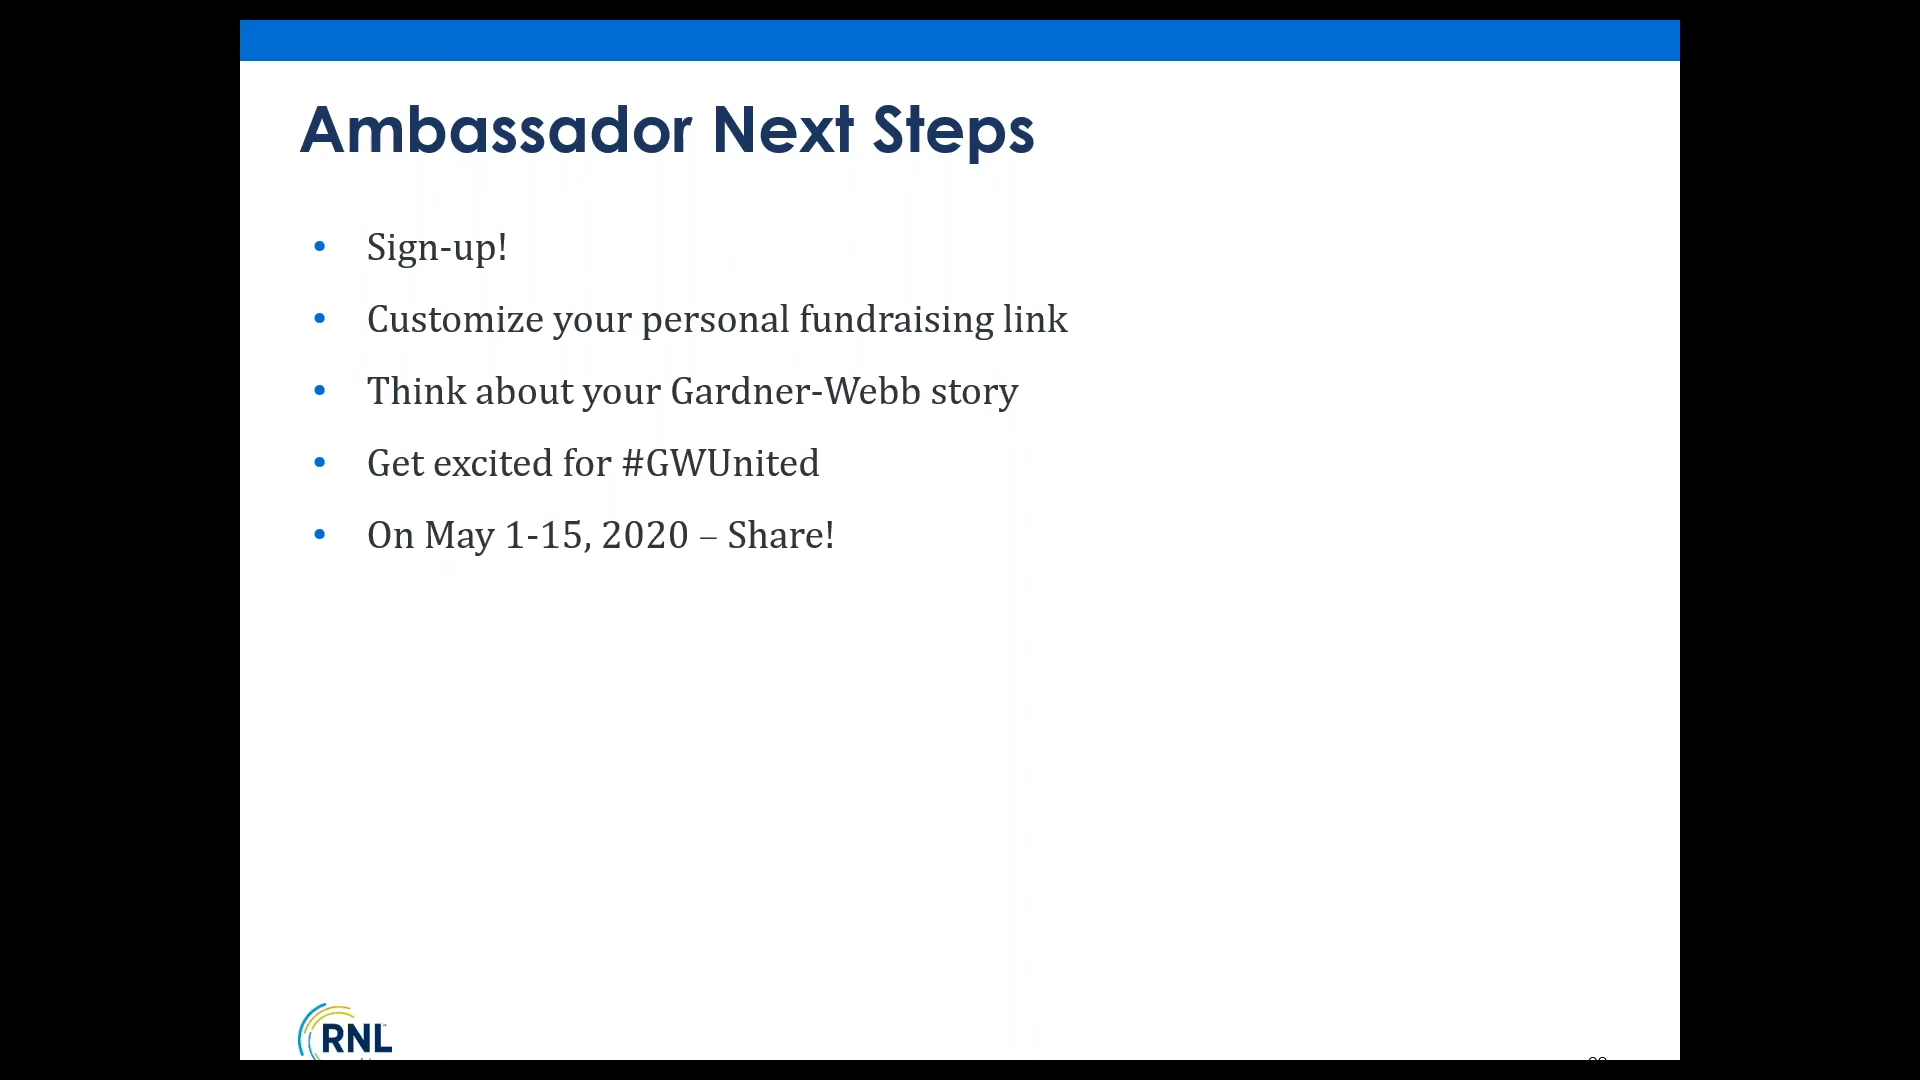 Ambassador Next Steps
• Sign-up!
• Customize your personal fundraising link
• Think about your Gardner-Webb story
• Get excited for #GWUnited
• On May 1-15, 2020 – Share!
RNL